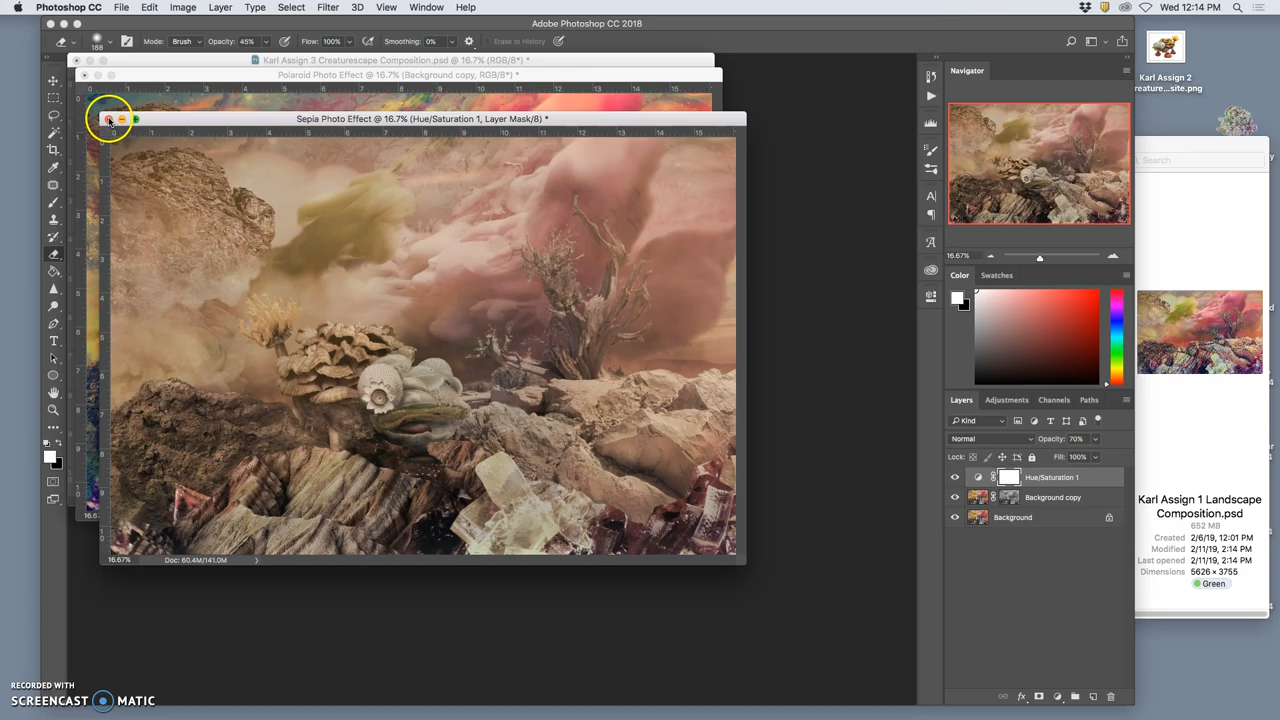 Photoshop CC File Edit Image Layer Type Select Filter 3D View Window Help
Wed 12:14 PM
Adobe Photoshop CC 2018
188
Mode: Brush Opacity: 45% Flow: 100% Smoothing: 0% Erase to History
Karl Assign 3 Creaturescape Composition.psd @ 16.7% (RGB/8*) *
Polaroid Photo Effect @ 16.7% (Background copy, RGB/8*) *
Sepia Photo Effect @ 16.7% (Hue/Saturation 1, Layer Mask/8) *
16.67% Doc: 60.4M/141.0M
Navigator
16.67%
Color Swatches
Layers Adjustments Channels Paths
Kind
Normal Opacity: 70%
Lock: Fill: 100%
Hue/Saturation 1
Background copy
Background
Karl Assign 2
reature...site.png
Search
Karl Assign 1 Landscape
Composition.psd
652 MB
Created 2/6/19, 12:01 PM
Modified 2/11/19, 2:14 PM
Last opened 2/11/19, 2:14 PM
Dimensions 5626 × 3755
Green
RECORDED WITH
SCREENCAST MATIC